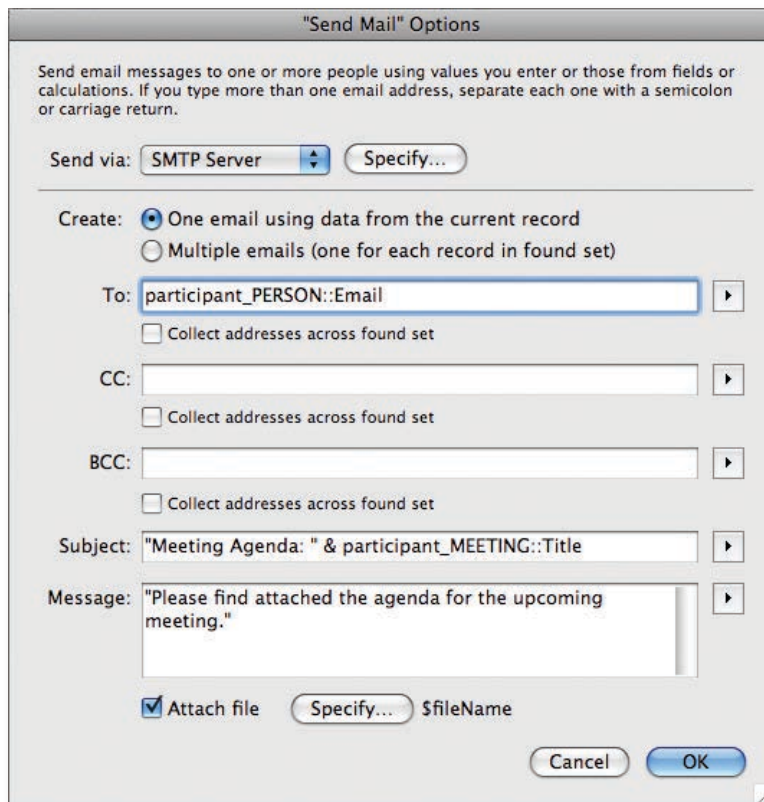 "Send Mail" Options
Send email messages to one or more people using values you enter or those from fields or
calculations. If you type more than one email address, separate each one with a semicolon
or carriage return.
Send via: SMTP Server Specify...
Create: One email using data from the current record
Multiple emails (one for each record in found set)
To: participant_PERSON::Email
Collect addresses across found set
CC:
Collect addresses across found set
BCC:
Collect addresses across found set
Subject: "Meeting Agenda: " & participant_MEETING::Title
Message: "Please find attached the agenda for the upcoming
meeting."
Attach file Specify... $fileName
Cancel OK